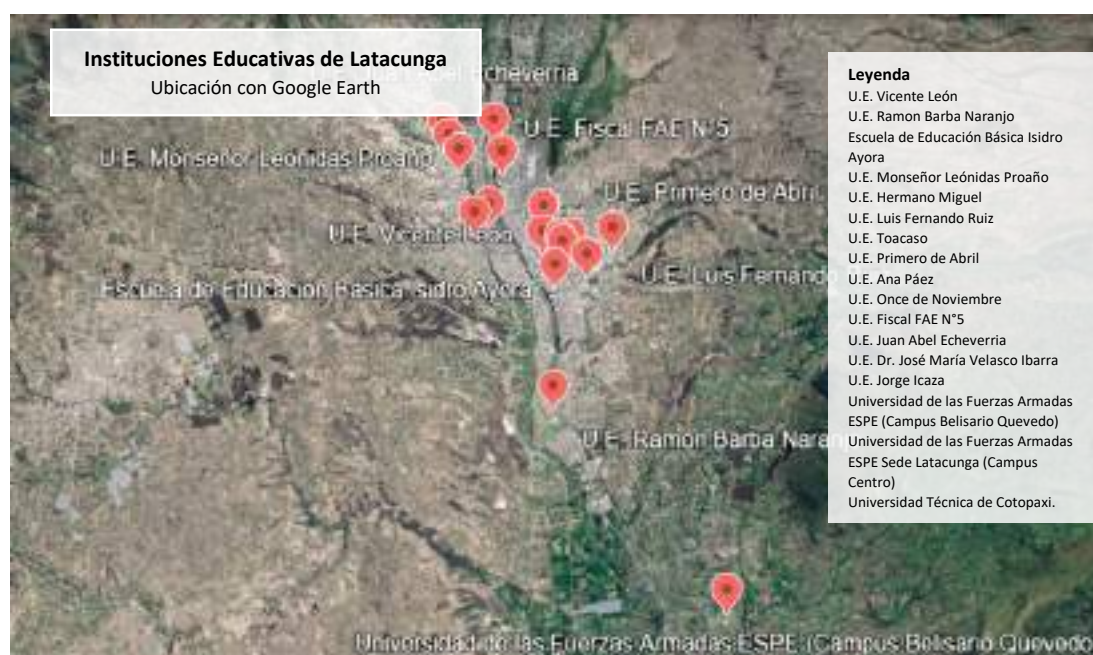 Instituciones Educativas de Latacunga
Ubicación con Google Earth
Echeverria
U.E. Fiscal FAE N°5
U.E. Monseñor Leonidas Proaño
U.E. Primero de Abril
U.E. Vicente León
U.E. Luis Fernando
Escuela de Educación Básica Isidro Ayora
U.E. Ramón Barba Naranjo
Universidad de las Fuerzas Armadas ESPE (Campus Belisario Quevedo
Leyenda
U.E. Vicente León
U.E. Ramon Barba Naranjo
Escuela de Educación Básica Isidro
Ayora
U.E. Monseñor Leónidas Proaño
U.E. Hermano Miguel
U.E. Luis Fernando Ruiz
U.E. Toacaso
U.E. Primero de Abril
U.E. Ana Páez
U.E. Once de Noviembre
U.E. Fiscal FAE N°5
U.E. Juan Abel Echeverria
U.E. Dr. José María Velasco Ibarra
U.E. Jorge Icaza
Universidad de las Fuerzas Armadas
ESPE (Campus Belisario Quevedo)
Universidad de las Fuerzas Armadas
ESPE Sede Latacunga (Campus
Centro)
Universidad Técnica de Cotopaxi.